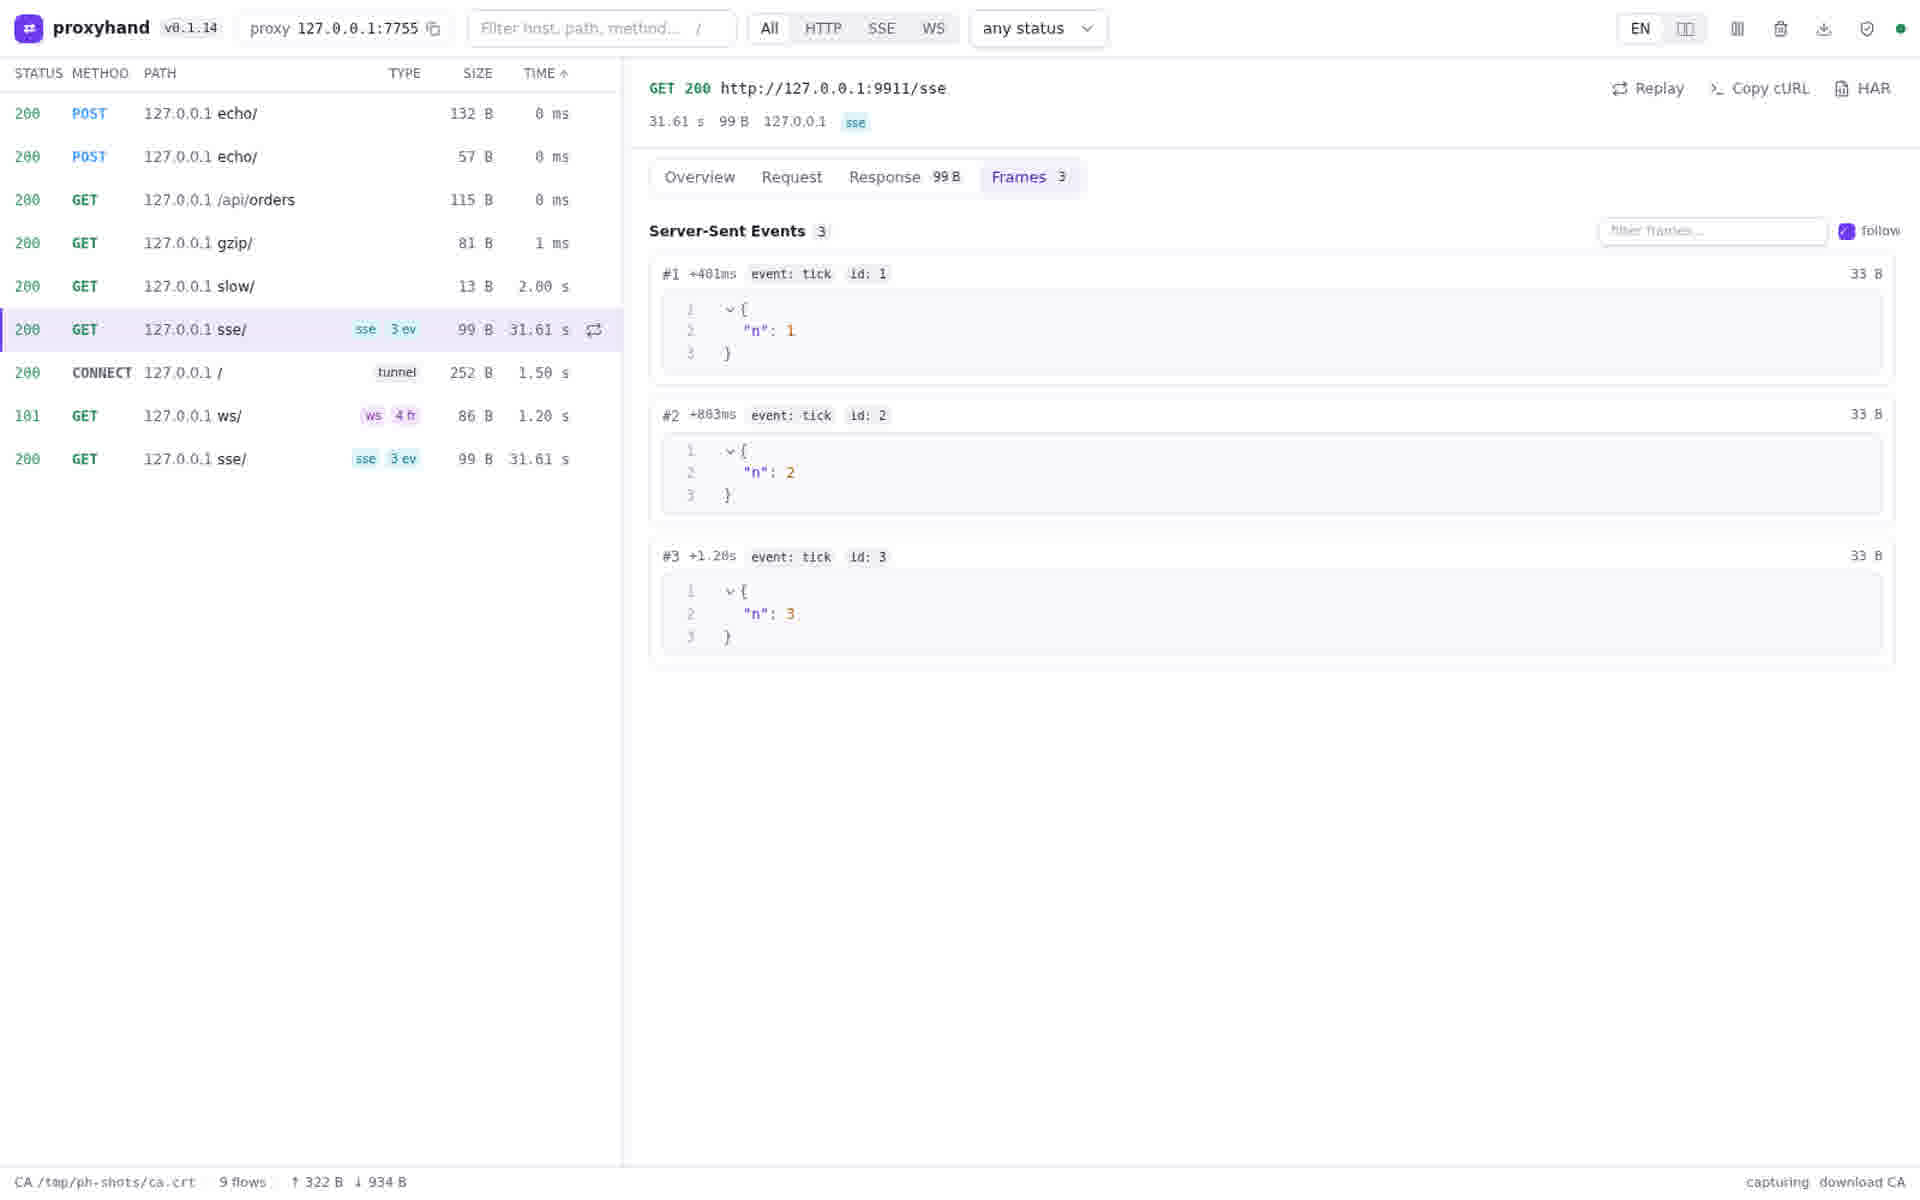 proxyhand v0.1.14 proxy 127.0.0.1:7755 Filter host, path, method... / All HTTP SSE WS any status EN
STATUS METHOD PATH TYPE SIZE TIME ↑
200 POST 127.0.0.1 echo/ 132 B 0 ms
200 POST 127.0.0.1 echo/ 57 B 0 ms
200 GET 127.0.0.1 /api/orders 115 B 0 ms
200 GET 127.0.0.1 gzip/ 81 B 1 ms
200 GET 127.0.0.1 slow/ 13 B 2.00 s
200 GET 127.0.0.1 sse/ sse 3 ev 99 B 31.61 s
200 CONNECT 127.0.0.1 / tunnel 252 B 1.50 s
101 GET 127.0.0.1 ws/ ws 4 fr 86 B 1.20 s
200 GET 127.0.0.1 sse/ sse 3 ev 99 B 31.61 s
GET 200 http://127.0.0.1:9911/sse Replay Copy cURL HAR
31.61 s 99 B 127.0.0.1 sse
Overview Request Response 99 B Frames 3
Server-Sent Events 3 filter frames... follow
#1 +401ms event: tick id: 1 33 B
1 {
2 "n": 1
3 }
#2 +803ms event: tick id: 2 33 B
1 {
2 "n": 2
3 }
#3 +1.20s event: tick id: 3 33 B
1 {
2 "n": 3
3 }
CA /tmp/ph-shots/ca.crt 9 flows ↑ 322 B ↓ 934 B capturing download CA